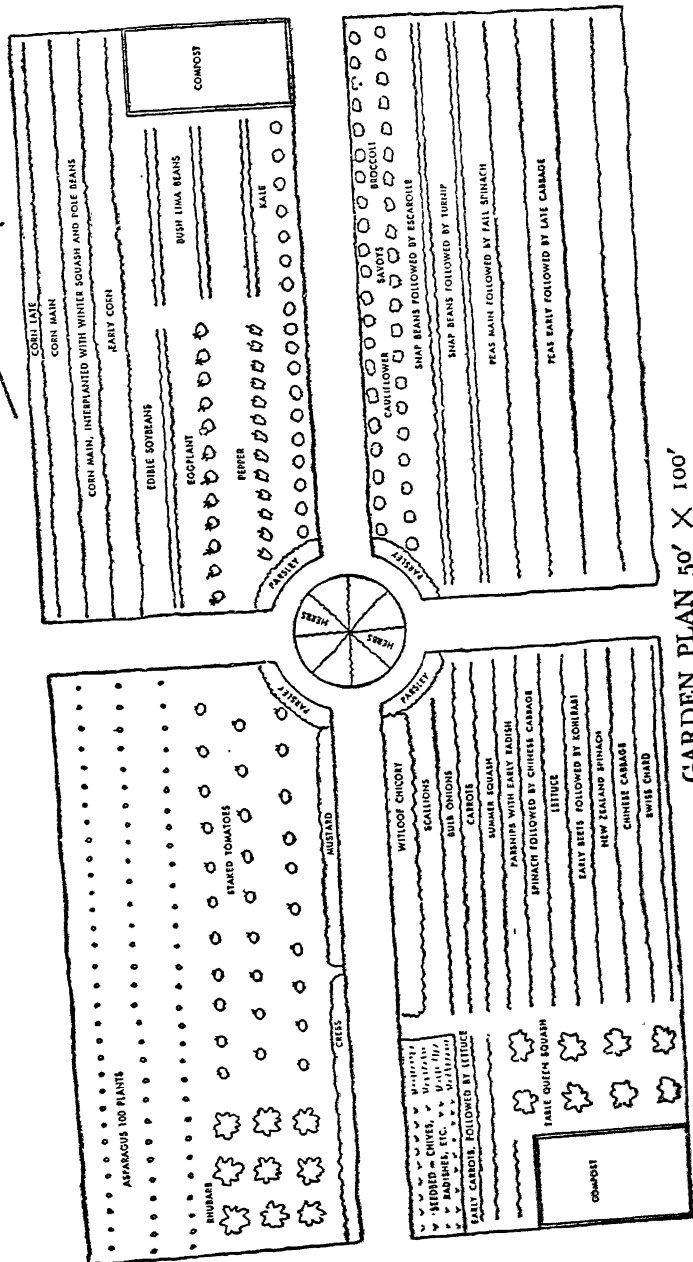 CORN LATE
CORN MAIN
CORN MAIN, INTERPLANTED WITH WINTER SQUASH AND POLE BEANS
EARLY CORN
COMPOST
EDIBLE SOYBEANS
BUSH LIMA BEANS
EGGPLANT
PEPPER
KALE
PARSLEY
BROCCOLI
SAVOYS
CAULIFLOWER
SNAP BEANS FOLLOWED BY ESCAROLLE
SNAP BEANS FOLLOWED BY TURNIP
PEAS MAIN FOLLOWED BY FALL SPINACH
PEAS EARLY FOLLOWED BY LATE CABBAGE
PARSLEY
HERBS
HERBS
ASPARAGUS 100 PLANTS
STAKED TOMATOES
RHUBARB
PARSLEY
MUSTARD
CRESS
PARSLEY
WITLOOF CHICORY
SCALLIONS
BULB ONIONS
CARROTS
SUMMER SQUASH
PARSNIPS WITH EARLY RADISH
SPINACH FOLLOWED BY CHINESE CABBAGE
LETTUCE
EARLY BEETS FOLLOWED BY KOHLRABI
NEW ZEALAND SPINACH
CHINESE CABBAGE
SWISS CHARD
SEEDBED – CHIVES,
RADISHES, ETC.
EARLY CARROTS, FOLLOWED BY LETTUCE
TABLE QUEEN SQUASH
COMPOST
GARDEN PLAN 50' × 100'